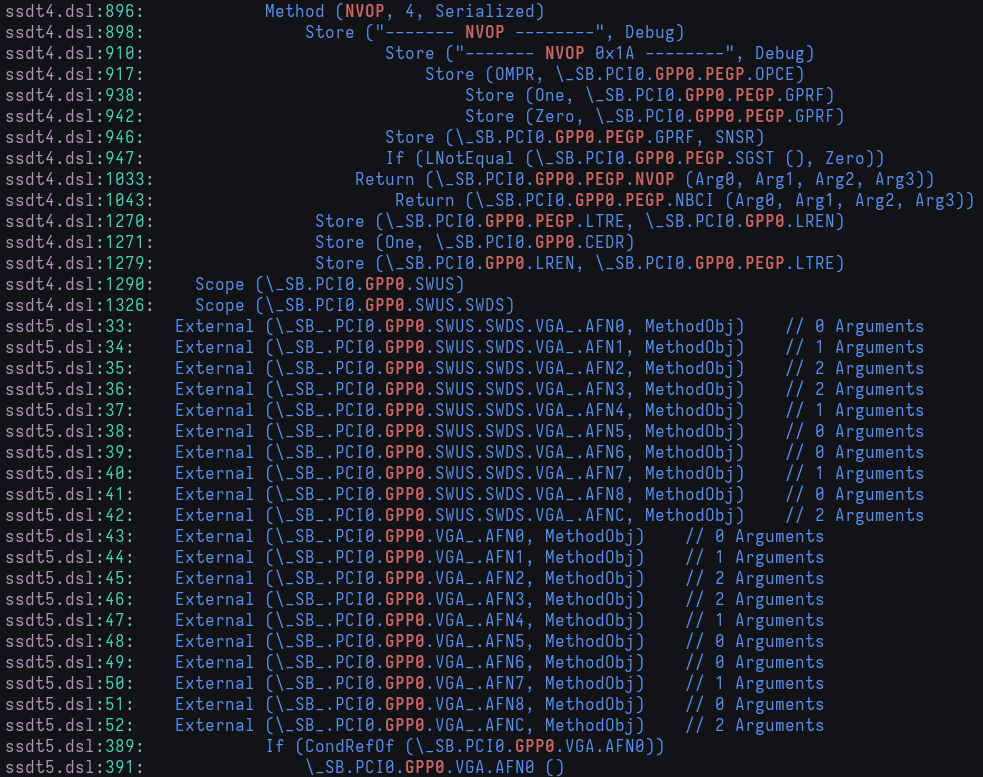 ssdt4.dsl:896:            Method (NVOP, 4, Serialized)
ssdt4.dsl:898:                Store ("------- NVOP --------", Debug)
ssdt4.dsl:910:                        Store ("------- NVOP 0x1A --------", Debug)
ssdt4.dsl:917:                            Store (OMPR, \_SB.PCI0.GPP0.PEGP.OPCE)
ssdt4.dsl:938:                                Store (One, \_SB.PCI0.GPP0.PEGP.GPRF)
ssdt4.dsl:942:                                Store (Zero, \_SB.PCI0.GPP0.PEGP.GPRF)
ssdt4.dsl:946:                        Store (\_SB.PCI0.GPP0.PEGP.GPRF, SNSR)
ssdt4.dsl:947:                        If (LNotEqual (\_SB.PCI0.GPP0.PEGP.SGST (), Zero))
ssdt4.dsl:1033:                    Return (\_SB.PCI0.GPP0.PEGP.NVOP (Arg0, Arg1, Arg2, Arg3))
ssdt4.dsl:1043:                        Return (\_SB.PCI0.GPP0.PEGP.NBCI (Arg0, Arg1, Arg2, Arg3))
ssdt4.dsl:1270:                Store (\_SB.PCI0.GPP0.PEGP.LTRE, \_SB.PCI0.GPP0.LREN)
ssdt4.dsl:1271:                Store (One, \_SB.PCI0.GPP0.CEDR)
ssdt4.dsl:1279:                Store (\_SB.PCI0.GPP0.LREN, \_SB.PCI0.GPP0.PEGP.LTRE)
ssdt4.dsl:1290:    Scope (\_SB.PCI0.GPP0.SWUS)
ssdt4.dsl:1326:    Scope (\_SB.PCI0.GPP0.SWUS.SWDS)
ssdt5.dsl:33:    External (\_SB_.PCI0.GPP0.SWUS.SWDS.VGA_.AFN0, MethodObj)    // 0 Arguments
ssdt5.dsl:34:    External (\_SB_.PCI0.GPP0.SWUS.SWDS.VGA_.AFN1, MethodObj)    // 1 Arguments
ssdt5.dsl:35:    External (\_SB_.PCI0.GPP0.SWUS.SWDS.VGA_.AFN2, MethodObj)    // 2 Arguments
ssdt5.dsl:36:    External (\_SB_.PCI0.GPP0.SWUS.SWDS.VGA_.AFN3, MethodObj)    // 2 Arguments
ssdt5.dsl:37:    External (\_SB_.PCI0.GPP0.SWUS.SWDS.VGA_.AFN4, MethodObj)    // 1 Arguments
ssdt5.dsl:38:    External (\_SB_.PCI0.GPP0.SWUS.SWDS.VGA_.AFN5, MethodObj)    // 0 Arguments
ssdt5.dsl:39:    External (\_SB_.PCI0.GPP0.SWUS.SWDS.VGA_.AFN6, MethodObj)    // 0 Arguments
ssdt5.dsl:40:    External (\_SB_.PCI0.GPP0.SWUS.SWDS.VGA_.AFN7, MethodObj)    // 1 Arguments
ssdt5.dsl:41:    External (\_SB_.PCI0.GPP0.SWUS.SWDS.VGA_.AFN8, MethodObj)    // 0 Arguments
ssdt5.dsl:42:    External (\_SB_.PCI0.GPP0.SWUS.SWDS.VGA_.AFNC, MethodObj)    // 2 Arguments
ssdt5.dsl:43:    External (\_SB_.PCI0.GPP0.VGA_.AFN0, MethodObj)    // 0 Arguments
ssdt5.dsl:44:    External (\_SB_.PCI0.GPP0.VGA_.AFN1, MethodObj)    // 1 Arguments
ssdt5.dsl:45:    External (\_SB_.PCI0.GPP0.VGA_.AFN2, MethodObj)    // 2 Arguments
ssdt5.dsl:46:    External (\_SB_.PCI0.GPP0.VGA_.AFN3, MethodObj)    // 2 Arguments
ssdt5.dsl:47:    External (\_SB_.PCI0.GPP0.VGA_.AFN4, MethodObj)    // 1 Arguments
ssdt5.dsl:48:    External (\_SB_.PCI0.GPP0.VGA_.AFN5, MethodObj)    // 0 Arguments
ssdt5.dsl:49:    External (\_SB_.PCI0.GPP0.VGA_.AFN6, MethodObj)    // 0 Arguments
ssdt5.dsl:50:    External (\_SB_.PCI0.GPP0.VGA_.AFN7, MethodObj)    // 1 Arguments
ssdt5.dsl:51:    External (\_SB_.PCI0.GPP0.VGA_.AFN8, MethodObj)    // 0 Arguments
ssdt5.dsl:52:    External (\_SB_.PCI0.GPP0.VGA_.AFNC, MethodObj)    // 2 Arguments
ssdt5.dsl:389:            If (CondRefOf (\_SB.PCI0.GPP0.VGA.AFN0))
ssdt5.dsl:391:                \_SB.PCI0.GPP0.VGA.AFN0 ()